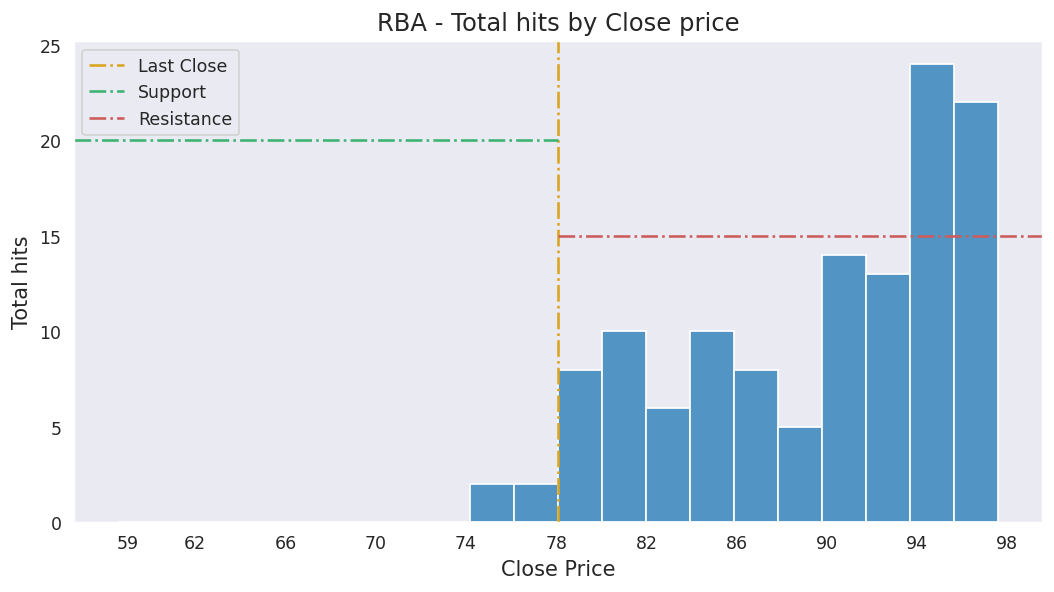 RBA - Total hits by Close price
Last Close
Support
Resistance
25
20
15
10
5
0
Total hits
59 62 66 70 74 78 82 86 90 94 98
Close Price